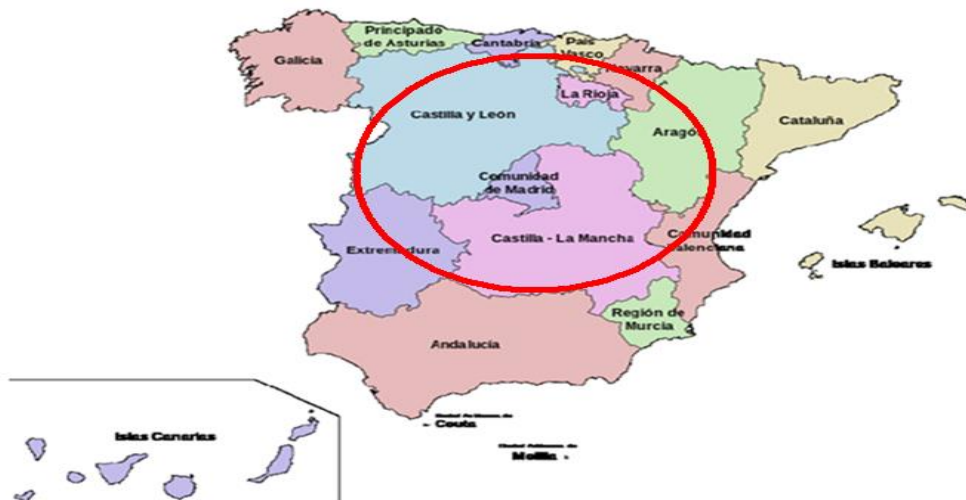 Principado
de Asturias
Cantabria
País
Vasco
Navarra
Galicia
La Rioja
Castilla y León
Aragón
Cataluña
Comunidad
de Madrid
Castilla - La Mancha
Comunidad
Valenciana
Extremadura
Islas Baleares
Región de
Murcia
Andalucía
Ceuta
Melilla
Islas Canarias